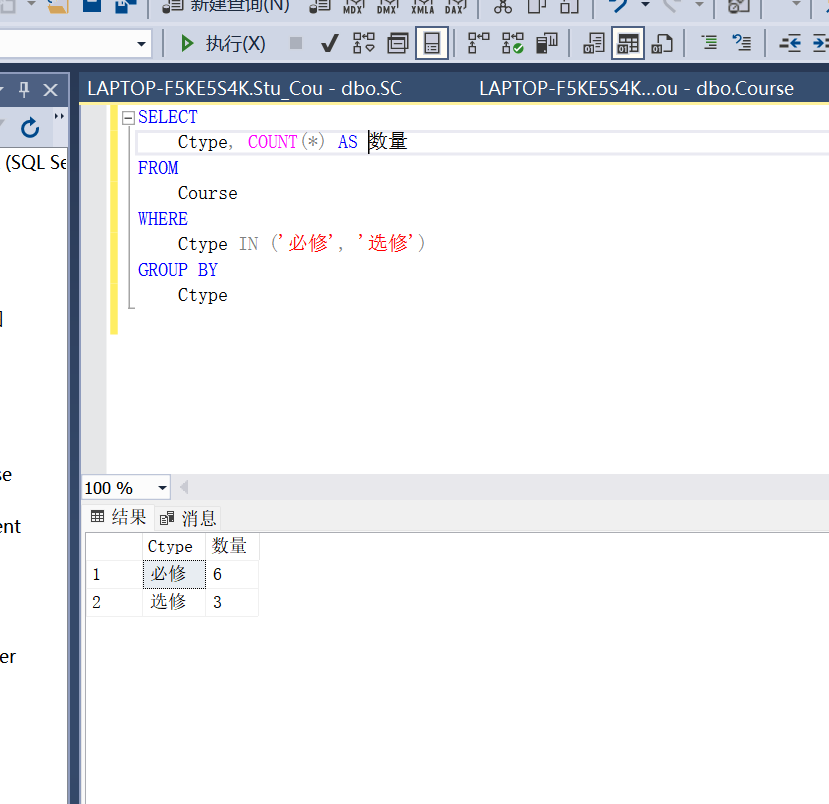 新建查询(N)
MDX DMX XMLA DAX
执行(X)
LAPTOP-F5KE5S4K.Stu_Cou - dbo.SC
LAPTOP-F5KE5S4K...ou - dbo.Course
(SQL Se
SELECT
Ctype, COUNT(*) AS 数量
FROM
Course
WHERE
Ctype IN ('必修', '选修')
GROUP BY
Ctype
se
ent
er
100 %
结果 消息
Ctype 数量
1 必修 6
2 选修 3